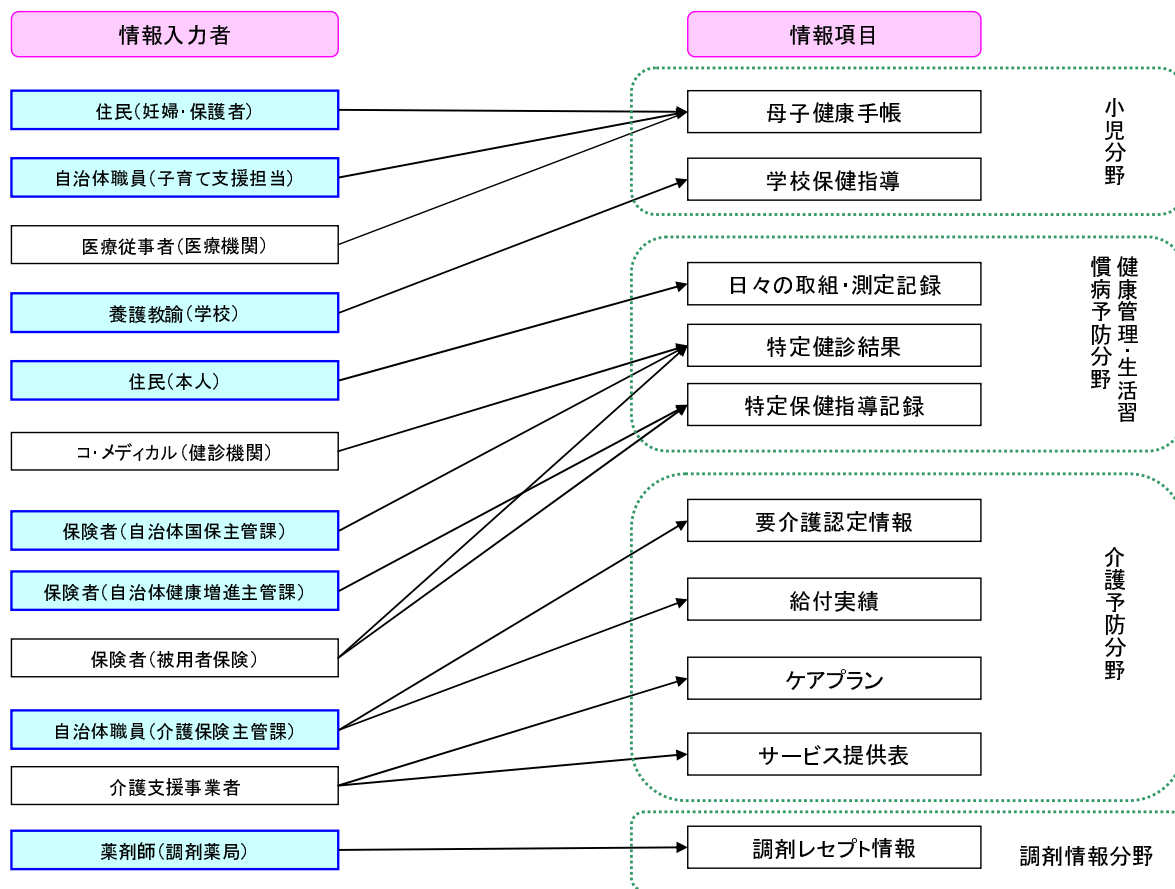 情報入力者
情報項目
住民(妊婦・保護者)
自治体職員(子育て支援担当)
医療従事者(医療機関)
養護教諭(学校)
住民(本人)
コ・メディカル(健診機関)
保険者(自治体国保主管課)
保険者(自治体健康増進主管課)
保険者(被用者保険)
自治体職員(介護保険主管課)
介護支援事業者
薬剤師(調剤薬局)
母子健康手帳
学校保健指導
小児分野
日々の取組・測定記録
特定健診結果
特定保健指導記録
健康管理・生活習
慣病予防分野
要介護認定情報
給付実績
ケアプラン
サービス提供表
介護予防分野
調剤レセプト情報
調剤情報分野